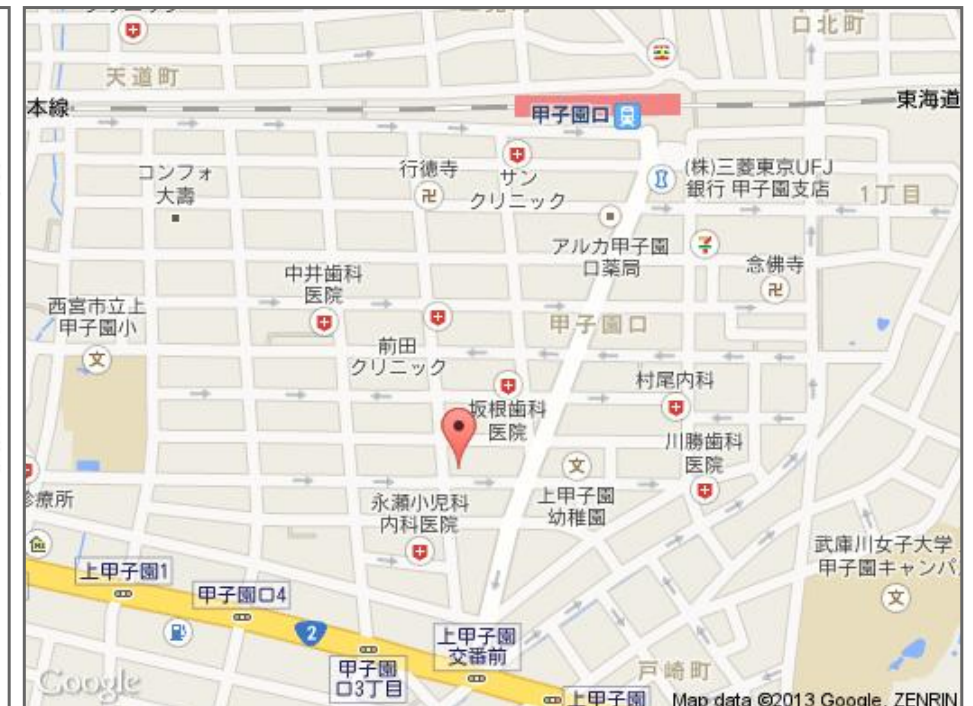 クリニック
口北町
天道町
本線
甲子園口
東海道
コンフォ
大壽
行徳寺
サン
クリニック
(株)三菱東京UFJ
銀行 甲子園支店
1丁目
アルカ甲子園
口薬局
念佛寺
中井歯科
医院
西宮市立上
甲子園小
甲子園口
前田
クリニック
村尾内科
坂根歯科
医院
川勝歯科
医院
診療所
永瀬小児科
内科医院
上甲子園
幼稚園
武庫川女子大学
甲子園キャンパ
上甲子園1
甲子園口4
2
上甲子園
交番前
甲子園
口3丁目
戸崎町
上甲子園
Google
Map data ©2013 Google, ZENRIN